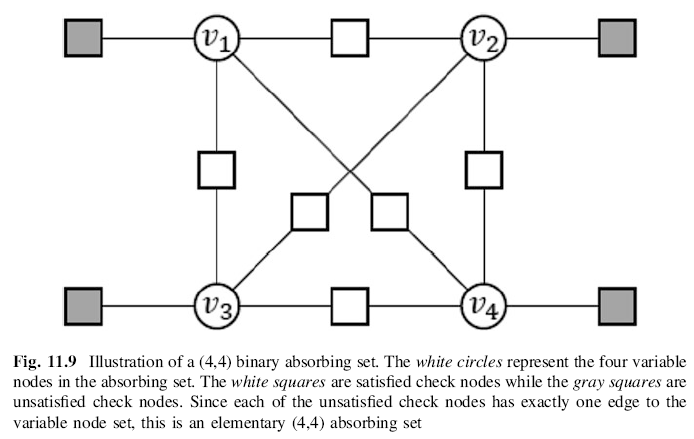 v1 v2
v3 v4
Fig. 11.9 Illustration of a (4,4) binary absorbing set. The white circles represent the four variable
nodes in the absorbing set. The white squares are satisfied check nodes while the gray squares are
unsatisfied check nodes. Since each of the unsatisfied check nodes has exactly one edge to the
variable node set, this is an elementary (4,4) absorbing set